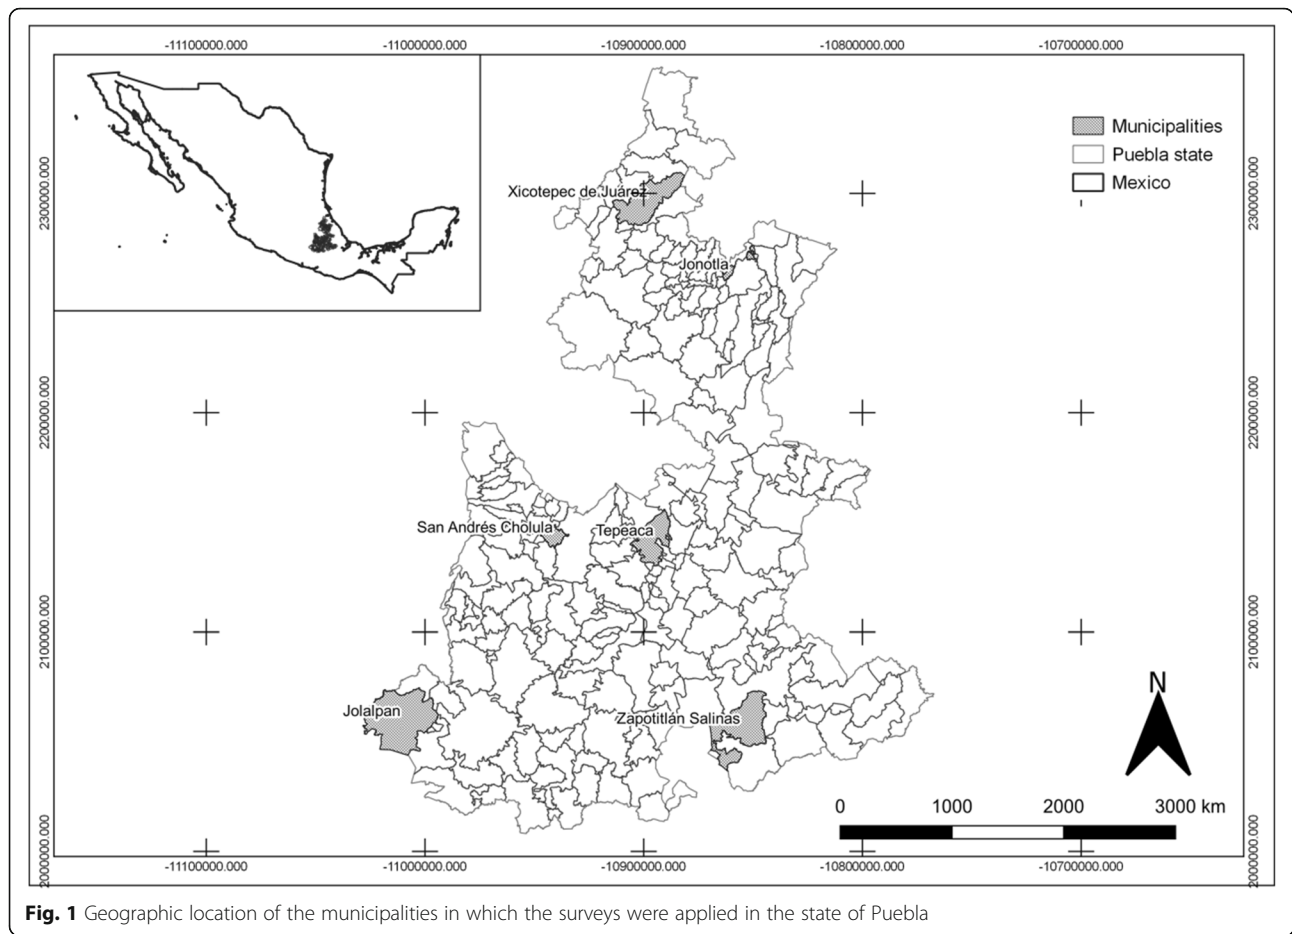 -11100000.000 -11000000.000 -10900000.000 -10800000.000 -10700000.000
2300000.000
2200000.000
2100000.000
2000000.000
Municipalities
Puebla state
Mexico
Xicotepec de Juárez
Jonotla
San Andrés Cholula
Tepeaca
Jolalpan
Zapotitlán Salinas
N
0 1000 2000 3000 km
2300000.000
2200000.000
2100000.000
2000000.000
-11100000.000 -11000000.000 -10900000.000 -10800000.000 -10700000.000
Fig. 1 Geographic location of the municipalities in which the surveys were applied in the state of Puebla